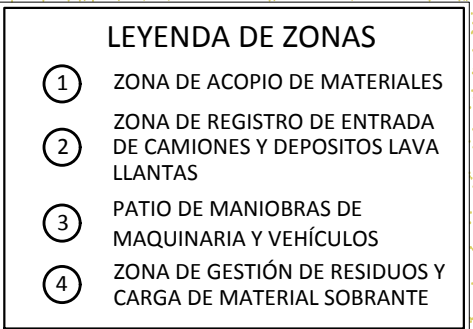 LEYENDA DE ZONAS
1 ZONA DE ACOPIO DE MATERIALES
ZONA DE REGISTRO DE ENTRADA
2 DE CAMIONES Y DEPOSITOS LAVA
LLANTAS
3 PATIO DE MANIOBRAS DE
MAQUINARIA Y VEHÍCULOS
4 ZONA DE GESTIÓN DE RESIDUOS Y
CARGA DE MATERIAL SOBRANTE